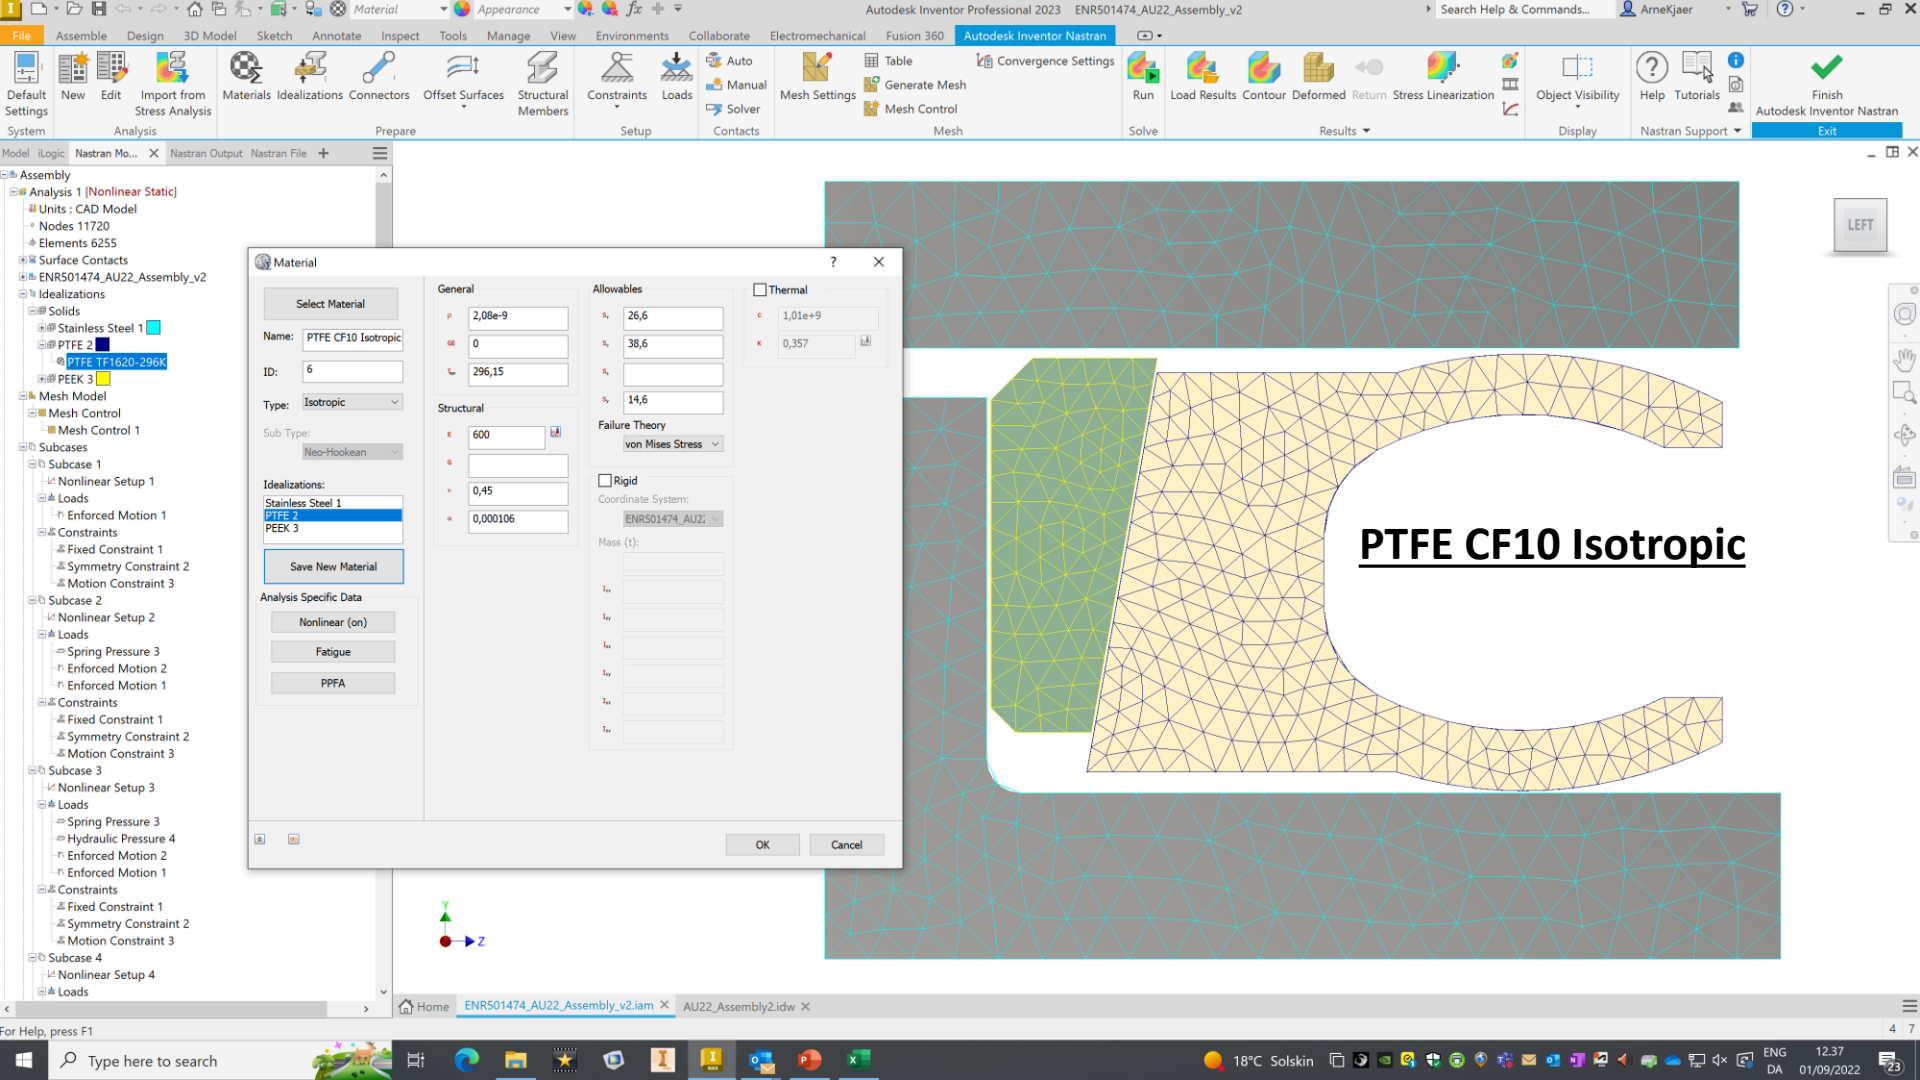 Material
Appearance
Autodesk Inventor Professional 2023 ENR501474_AU22_Assembly_v2
Search Help & Commands...
ArneKjaer
File Assemble Design 3D Model Sketch Annotate Inspect Tools Manage View Environments Collaborate Electromechanical Fusion 360 Autodesk Inventor Nastran
Default Settings
New
Edit
Import from Stress Analysis
Materials
Idealizations
Connectors
Offset Surfaces
Structural Members
Constraints
Loads
Auto
Manual
Solver
Mesh Settings
Table
Generate Mesh
Mesh Control
Convergence Settings
Run
Load Results
Contour
Deformed
Return
Stress Linearization
Object Visibility
Help
Tutorials
Finish
Autodesk Inventor Nastran
System Analysis Prepare Setup Contacts Mesh Solve Results Display Nastran Support Exit
Model iLogic Nastran Mo... Nastran Output Nastran File
Assembly
Analysis 1 [Nonlinear Static]
Units : CAD Model
Nodes 11720
Elements 6255
Surface Contacts
ENR501474_AU22_Assembly_v2
Idealizations
Solids
Stainless Steel 1
PTFE 2
PTFE TF1620-296K
PEEK 3
Mesh Model
Mesh Control
Mesh Control 1
Subcases
Subcase 1
Nonlinear Setup 1
Loads
Enforced Motion 1
Constraints
Fixed Constraint 1
Symmetry Constraint 2
Motion Constraint 3
Subcase 2
Nonlinear Setup 2
Loads
Spring Pressure 3
Enforced Motion 2
Enforced Motion 1
Constraints
Fixed Constraint 1
Symmetry Constraint 2
Motion Constraint 3
Subcase 3
Nonlinear Setup 3
Loads
Spring Pressure 3
Hydraulic Pressure 4
Enforced Motion 2
Enforced Motion 1
Constraints
Fixed Constraint 1
Symmetry Constraint 2
Motion Constraint 3
Subcase 4
Nonlinear Setup 4
Loads
Material
?
Select Material
Name: PTFE CF10 Isotropic
ID: 6
Type: Isotropic
Sub Type:
Neo-Hookean
Idealizations:
Stainless Steel 1
PTFE 2
PEEK 3
Save New Material
Analysis Specific Data
Nonlinear (on)
Fatigue
PPFA
General
ρ 2,08e-9
GE 0
296,15
Structural
E 600
G
ν 0,45
α 0,000106
Allowables
26,6
38,6
14,6
Failure Theory
von Mises Stress
Rigid
Coordinate System:
ENR501474_AU22
Mass (t):
Thermal
C 1,01e+9
K 0,357
OK Cancel
LEFT
PTFE CF10 Isotropic
Y
Z
Home ENR501474_AU22_Assembly_v2.iam AU22_Assembly2.idw
For Help, press F1
4 7
Type here to search
18°C Solskin
ENG
DA
12.37
01/09/2022
23